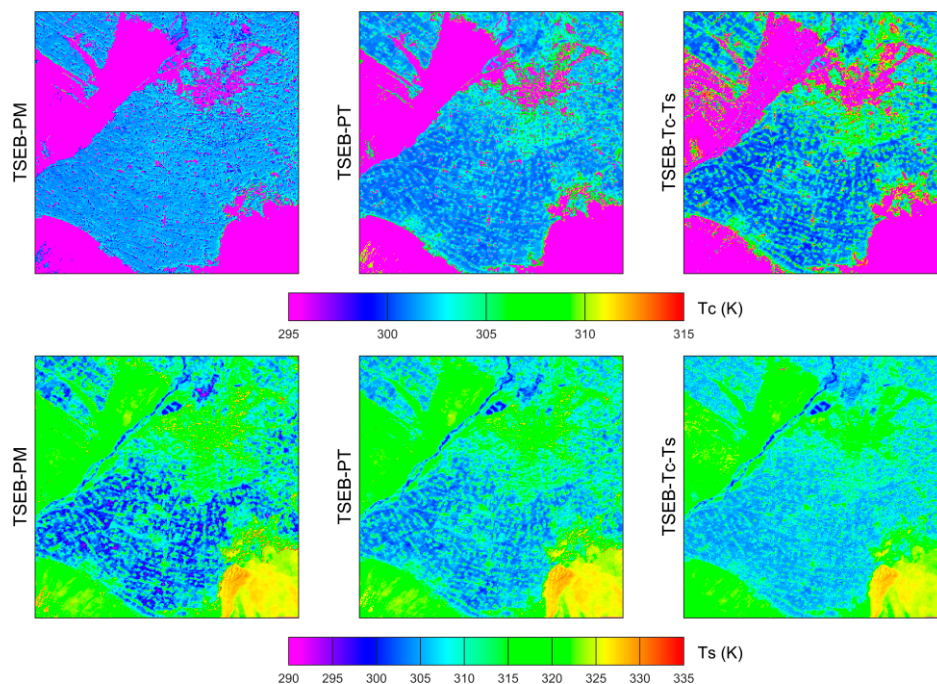 TSEB-PM
TSEB-PT
TSEB-Tc-Ts
Tc (K)
295 300 305 310 315
TSEB-PM
TSEB-PT
TSEB-Tc-Ts
Ts (K)
290 295 300 305 310 315 320 325 330 335